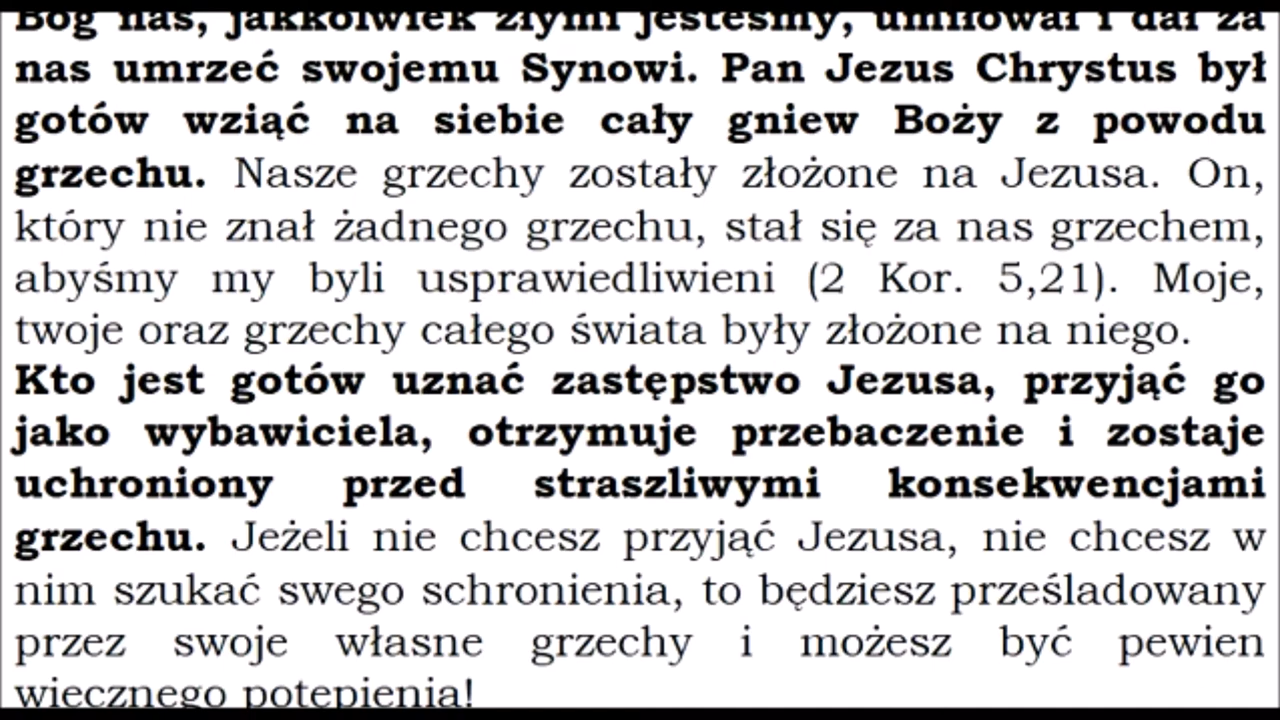 Bóg nas, jakkolwiek złymi jesteśmy, umiłował i dał za
nas umrzeć swojemu Synowi. Pan Jezus Chrystus był
gotów wziąć na siebie cały gniew Boży z powodu
grzechu. Nasze grzechy zostały złożone na Jezusa. On,
który nie znał żadnego grzechu, stał się za nas grzechem,
abyśmy my byli usprawiedliwieni (2 Kor. 5,21). Moje,
twoje oraz grzechy całego świata były złożone na niego.
Kto jest gotów uznać zastępstwo Jezusa, przyjąć go
jako wybawiciela, otrzymuje przebaczenie i zostaje
uchroniony przed straszliwymi konsekwencjami
grzechu. Jeżeli nie chcesz przyjąć Jezusa, nie chcesz w
nim szukać swego schronienia, to będziesz prześladowany
przez swoje własne grzechy i możesz być pewien
wiecznego potępienia!